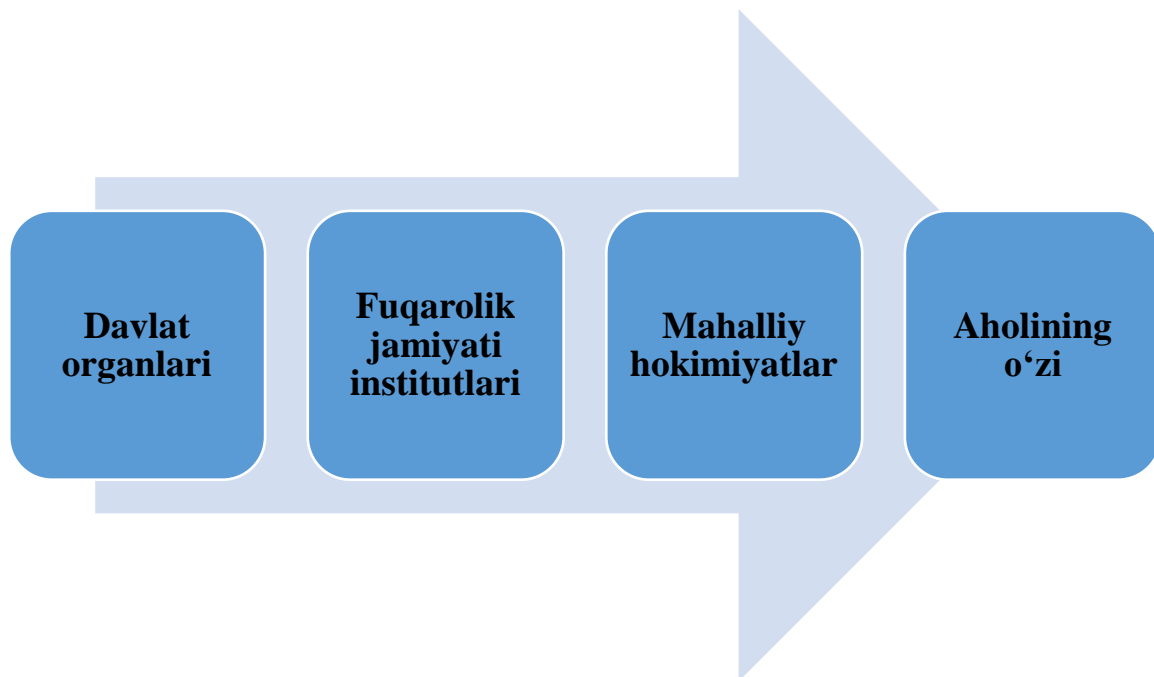 Davlat
organlari
Fuqarolik
jamiyati
institutlari
Mahalliy
hokimiyatlar
Aholining
o‘zi